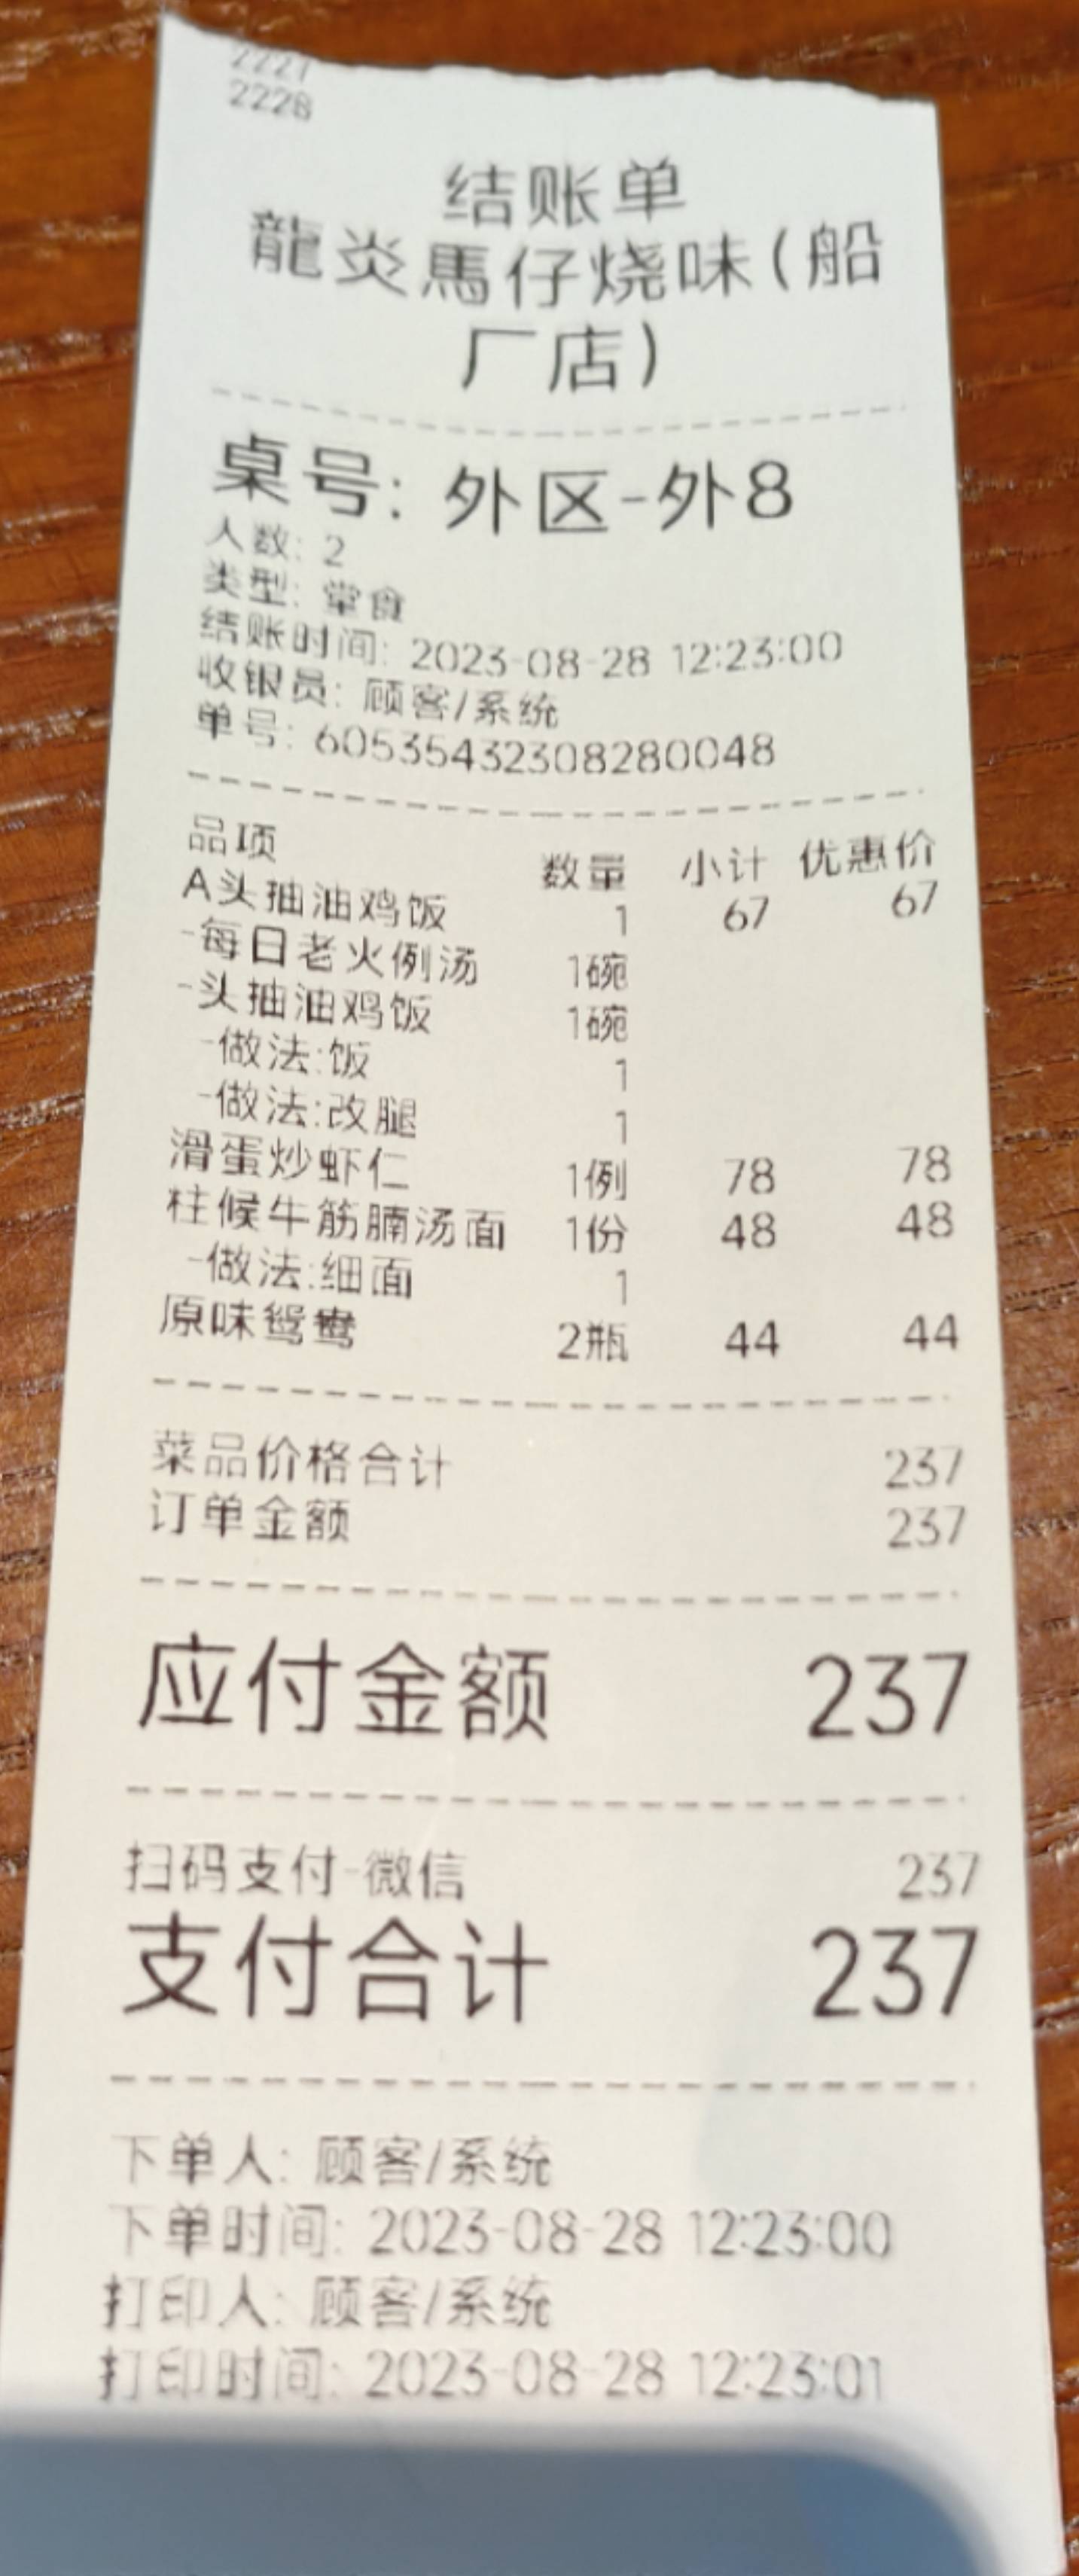 2221
2228
结账单
龍炎馬仔烧味(船
厂店)
桌号: 外区-外8
人数: 2
类型: 堂食
结账时间: 2023-08-28 12:23:00
收银员: 顾客/系统
单号: 60535432308280048
品项 数量 小计 优惠价
A头抽油鸡饭 1 67 67
-每日老火例汤 1碗
-头抽油鸡饭 1碗
-做法:饭 1
-做法:改腿 1
滑蛋炒虾仁 1例 78 78
柱候牛筋腩汤面 1份 48 48
-做法:细面 1
原味鸳鸯 2瓶 44 44
菜品价格合计 237
订单金额 237
应付金额 237
扫码支付-微信 237
支付合计 237
下单人: 顾客/系统
下单时间: 2023-08-28 12:23:00
打印人: 顾客/系统
打印时间: 2023-08-28 12:23:01